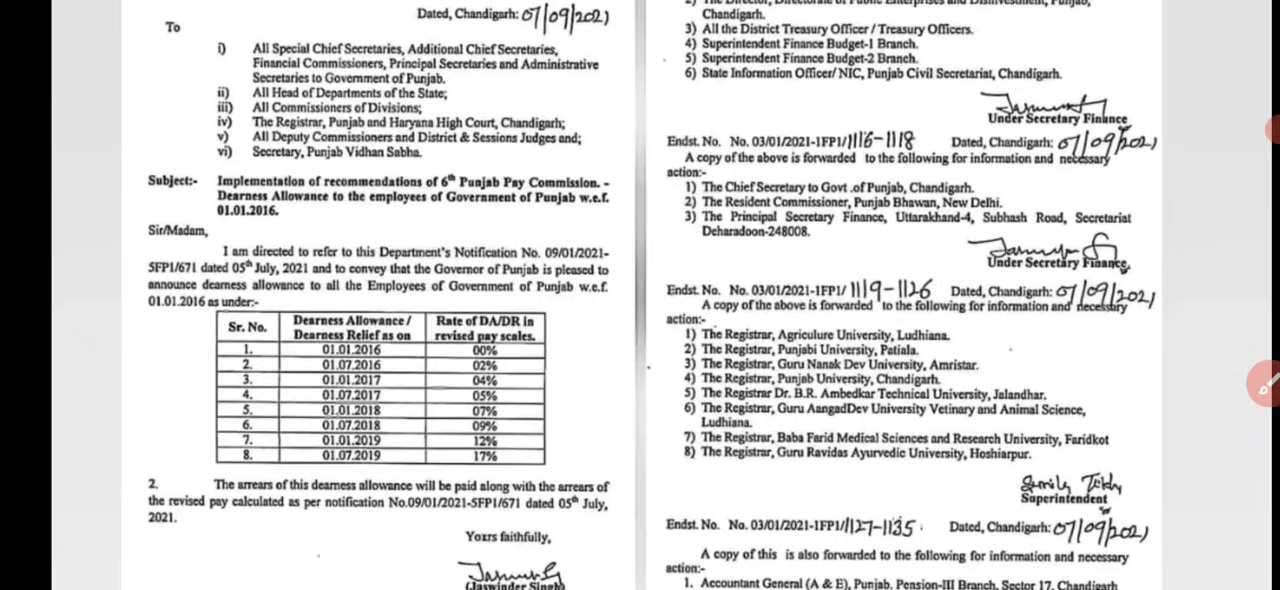 Dated, Chandigarh: 07/09/2021
To
i) All Special Chief Secretaries, Additional Chief Secretaries,
Financial Commissioners, Principal Secretaries and Administrative
Secretaries to Government of Punjab.
ii) All Head of Departments of the State;
iii) All Commissioners of Divisions;
iv) The Registrar, Punjab and Haryana High Court, Chandigarh;
v) All Deputy Commissioners and District & Sessions Judges and;
vi) Secretary, Punjab Vidhan Sabha.
Subject:- Implementation of recommendations of 6th Punjab Pay Commission. -
Dearness Allowance to the employees of Government of Punjab w.e.f.
01.01.2016.
Sir/Madam,
I am directed to refer to this Department's Notification No. 09/01/2021-
5FP1/671 dated 05th July, 2021 and to convey that the Governor of Punjab is pleased to
announce dearness allowance to all the Employees of Government of Punjab w.e.f.
01.01.2016 as under:-
Sr. No. Dearness Allowance / Dearness Relief as on Rate of DA/DR in revised pay scales.
1. 01.01.2016 00%
2. 01.07.2016 02%
3. 01.01.2017 04%
4. 01.07.2017 05%
5. 01.01.2018 07%
6. 01.07.2018 09%
7. 01.01.2019 12%
8. 01.07.2019 17%
2. The arrears of this dearness allowance will be paid along with the arrears of
the revised pay calculated as per notification No.09/01/2021-5FP1/671 dated 05th July,
2021.
Yours faithfully,
(Jaswinder Singh)
2) The Director, Directorate of Public Enterprises and Disinvestment, Punjab,
Chandigarh.
3) All the District Treasury Officer / Treasury Officers.
4) Superintendent Finance Budget-1 Branch.
5) Superintendent Finance Budget-2 Branch.
6) State Information Officer/ NIC, Punjab Civil Secretariat, Chandigarh.
Under Secretary Finance
Endst. No. No. 03/01/2021-1FP1/1116-1118 Dated, Chandigarh: 07/09/2021
A copy of the above is forwarded to the following for information and necessary
action:-
1) The Chief Secretary to Govt .of Punjab, Chandigarh.
2) The Resident Commissioner, Punjab Bhawan, New Delhi.
3) The Principal Secretary Finance, Uttarakhand-4, Subhash Road, Secretariat
Deharadoon-248008.
Under Secretary Finance,
Endst. No. No. 03/01/2021-1FP1/ 1119-1126 Dated, Chandigarh: 07/09/2021
A copy of the above is forwarded to the following for information and necessary
action:-
1) The Registrar, Agriculure University, Ludhiana.
2) The Registrar, Punjabi University, Patiala.
3) The Registrar, Guru Nanak Dev University, Amristar.
4) The Registrar, Punjab University, Chandigarh.
5) The Registrar Dr. B.R. Ambedkar Technical University, Jalandhar.
6) The Registrar, Guru AangadDev University Vetinary and Animal Science,
Ludhiana.
7) The Registrar, Baba Farid Medical Sciences and Research University, Faridkot
8) The Registrar, Guru Ravidas Ayurvedic University, Hoshiarpur.
Superintendent
Endst. No. No. 03/01/2021-1FP1/1127-1135 Dated, Chandigarh: 07/09/2021
A copy of this is also forwarded to the following for information and necessary
action:-
1. Accountant General (A & E), Punjab, Pension-III Branch, Sector 17, Chandigarh